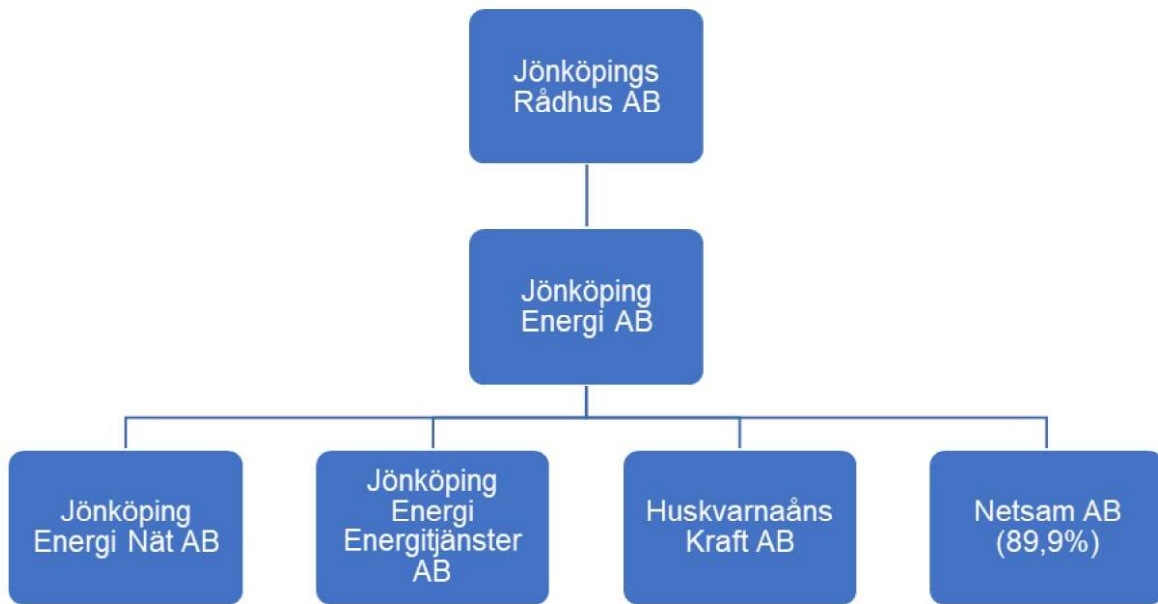 Jönköpings
Rådhus AB
Jönköping
Energi AB
Jönköping
Energi Nät AB
Jönköping
Energi
Energitjänster
AB
Huskvarnaåns
Kraft AB
Netsam AB
(89,9%)